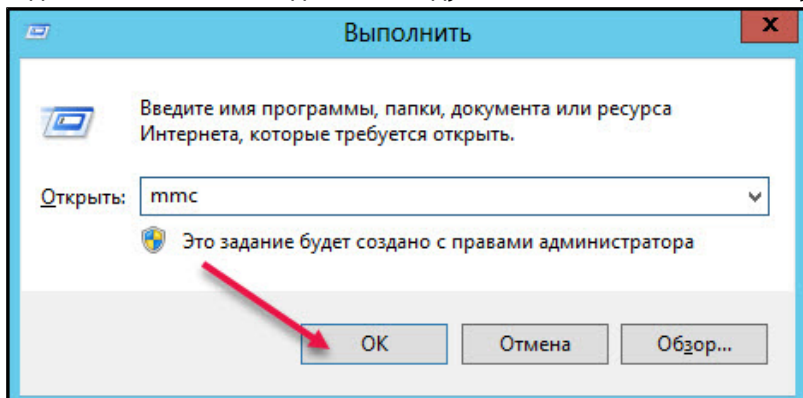 Выполнить
x
Введите имя программы, папки, документа или ресурса
Интернета, которые требуется открыть.
Открыть: mmc
Это задание будет создано с правами администратора
ОК Отмена Обзор...